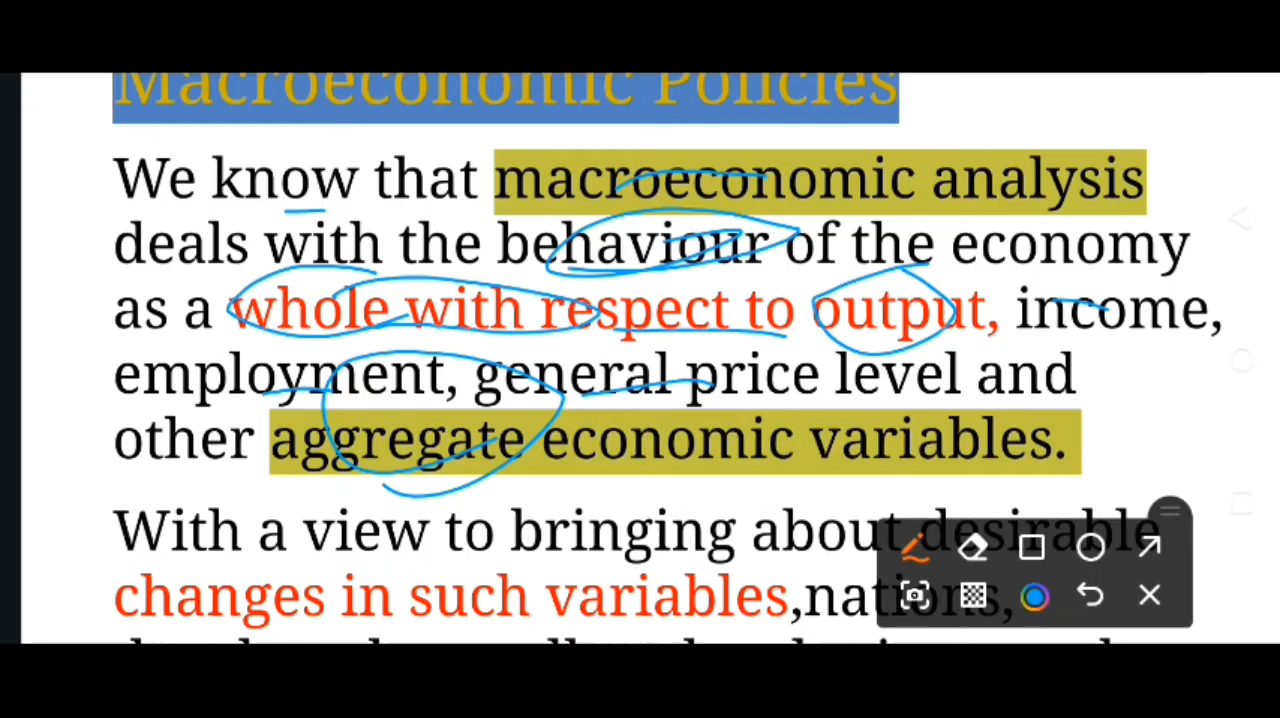 Macroeconomic Policies
We know that macroeconomic analysis
deals with the behaviour of the economy
as a whole with respect to output, income,
employment, general price level and
other aggregate economic variables.
With a view to bringing about desirable
changes in such variables,nations,